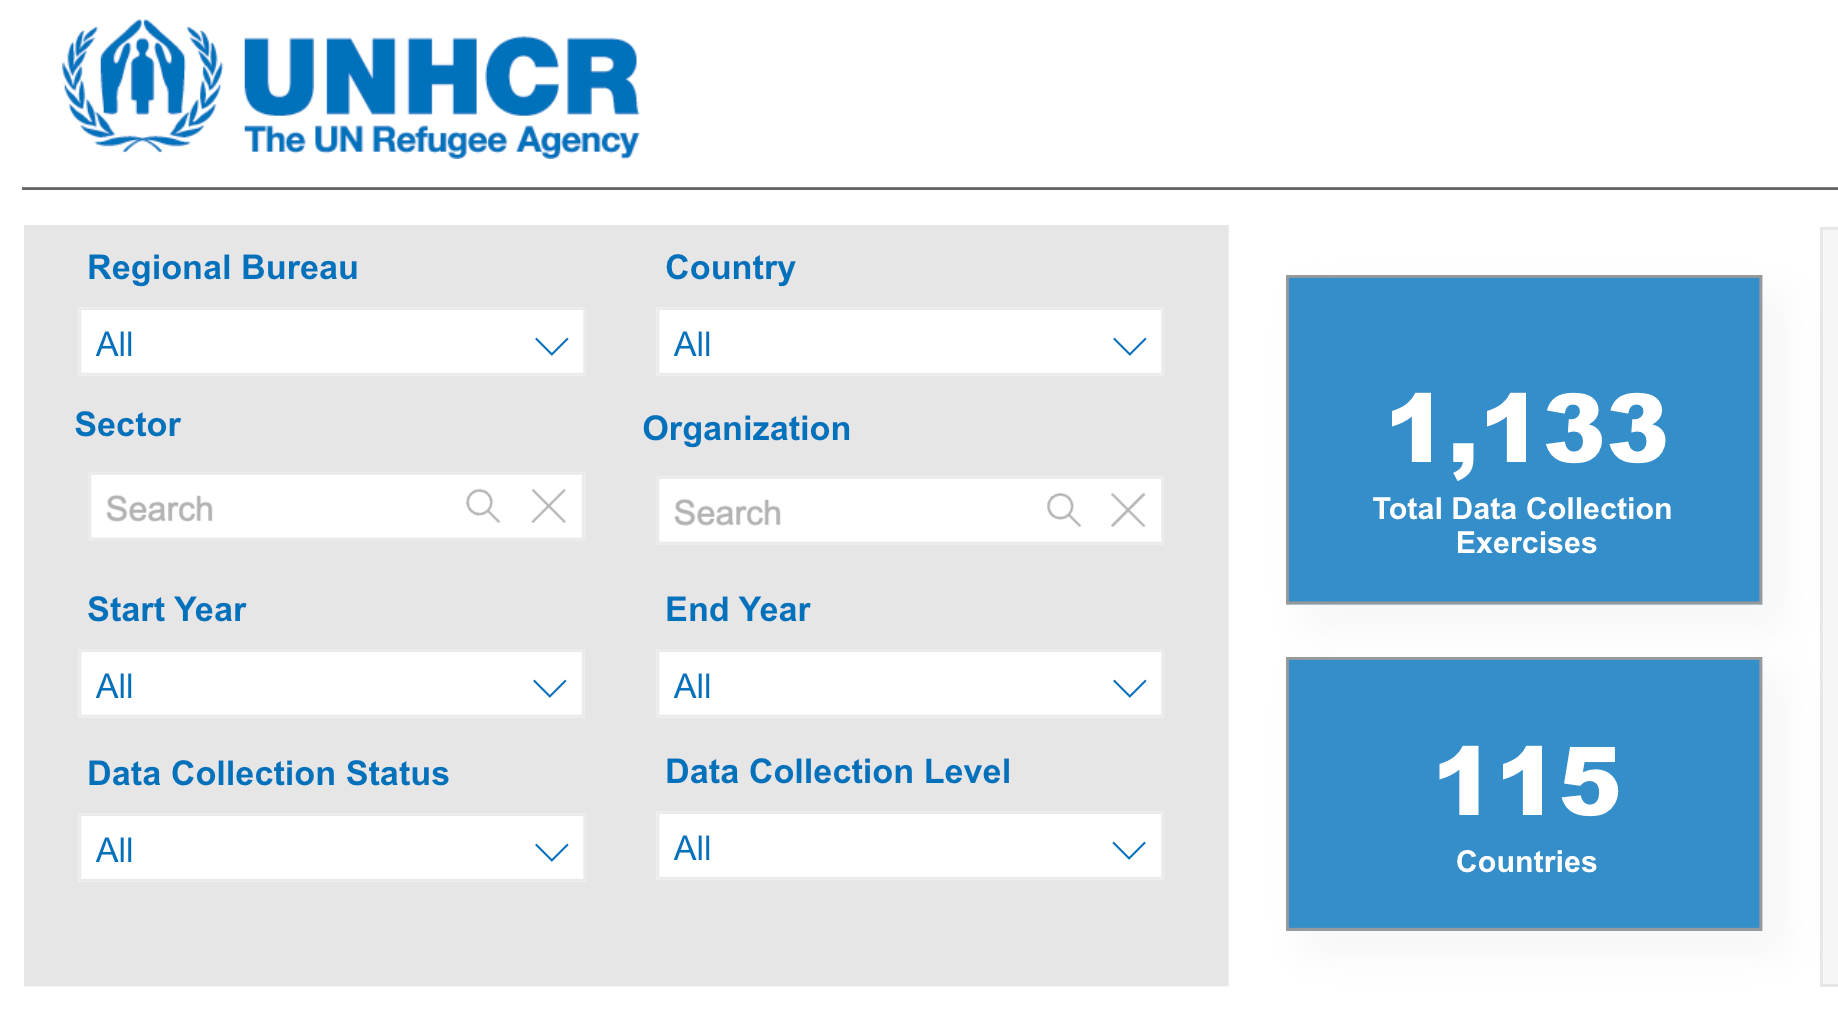 UNHCR
The UN Refugee Agency
Regional Bureau
All
Country
All
Sector
Search
Organization
Search
Start Year
All
End Year
All
Data Collection Status
All
Data Collection Level
All
1,133
Total Data Collection
Exercises
115
Countries